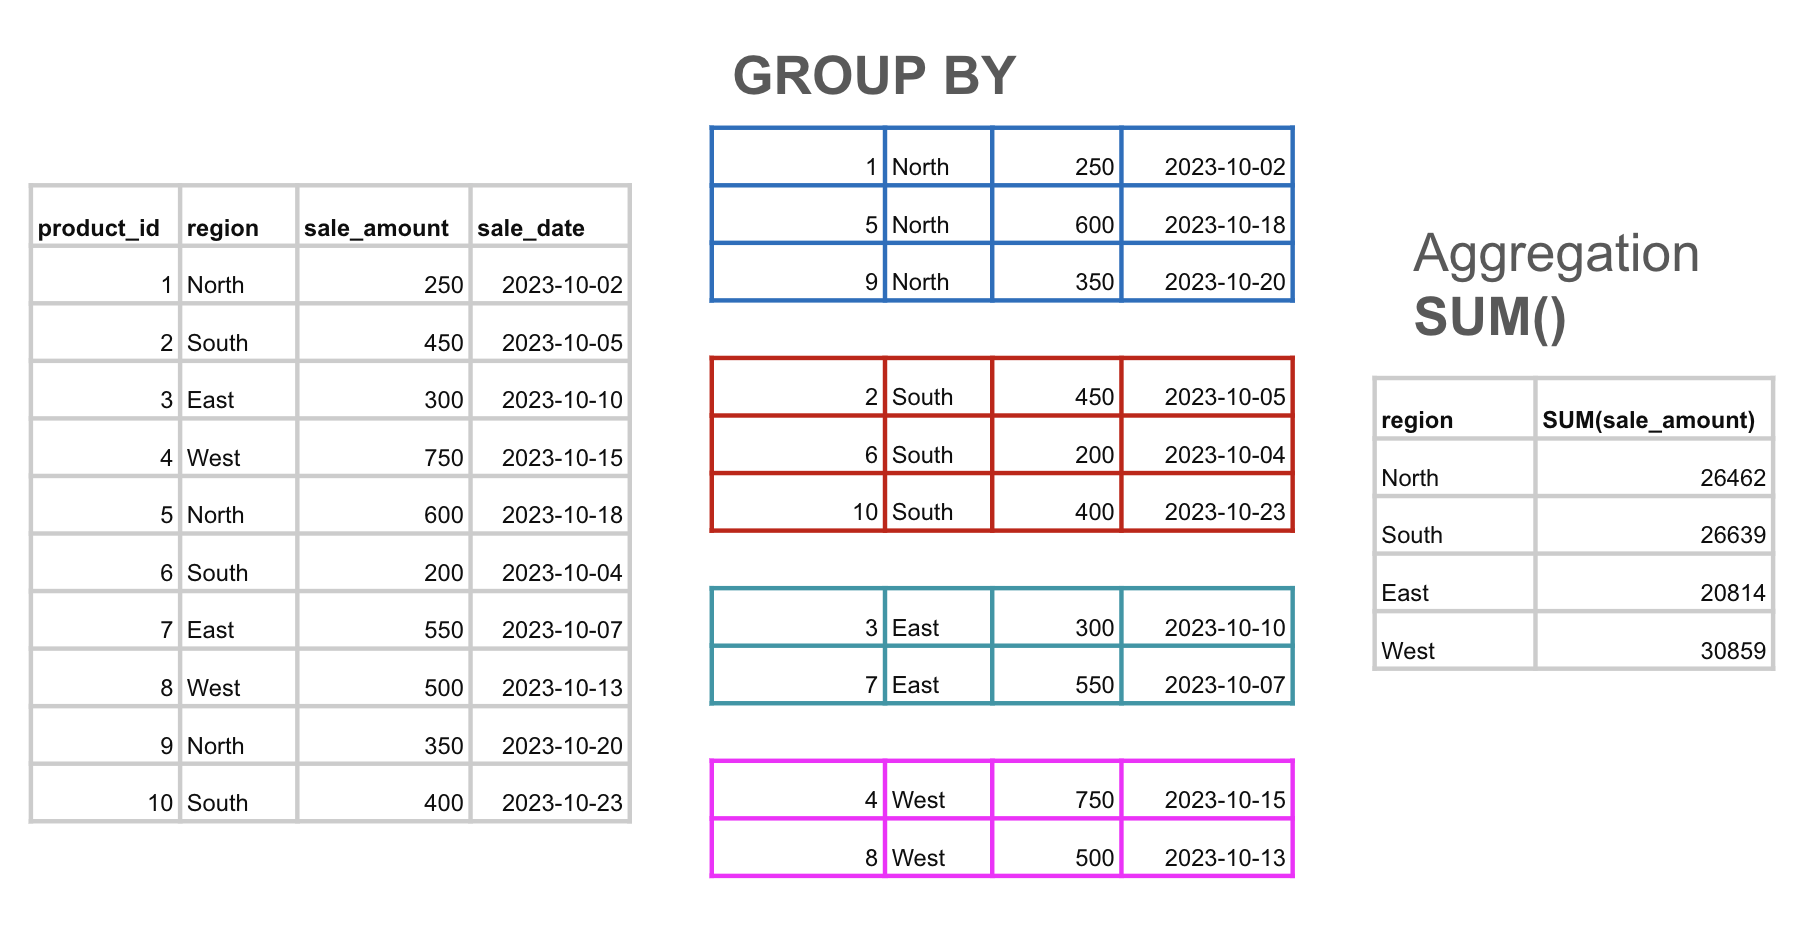 GROUP BY
product_id region sale_amount sale_date
1 North 250 2023-10-02
2 South 450 2023-10-05
3 East 300 2023-10-10
4 West 750 2023-10-15
5 North 600 2023-10-18
6 South 200 2023-10-04
7 East 550 2023-10-07
8 West 500 2023-10-13
9 North 350 2023-10-20
10 South 400 2023-10-23
1 North 250 2023-10-02
5 North 600 2023-10-18
9 North 350 2023-10-20
2 South 450 2023-10-05
6 South 200 2023-10-04
10 South 400 2023-10-23
3 East 300 2023-10-10
7 East 550 2023-10-07
4 West 750 2023-10-15
8 West 500 2023-10-13
Aggregation
SUM()
region SUM(sale_amount)
North 26462
South 26639
East 20814
West 30859